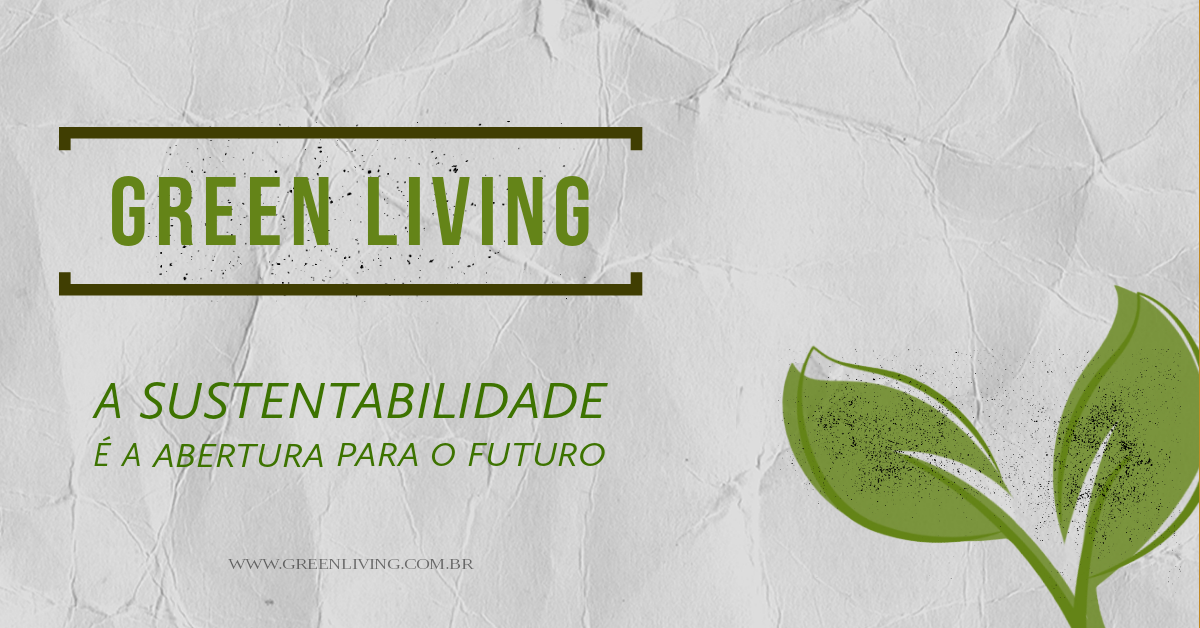 GREEN LIVING
A SUSTENTABILIDADE
É A ABERTURA PARA O FUTURO
WWW.GREENLIVING.COM.BR